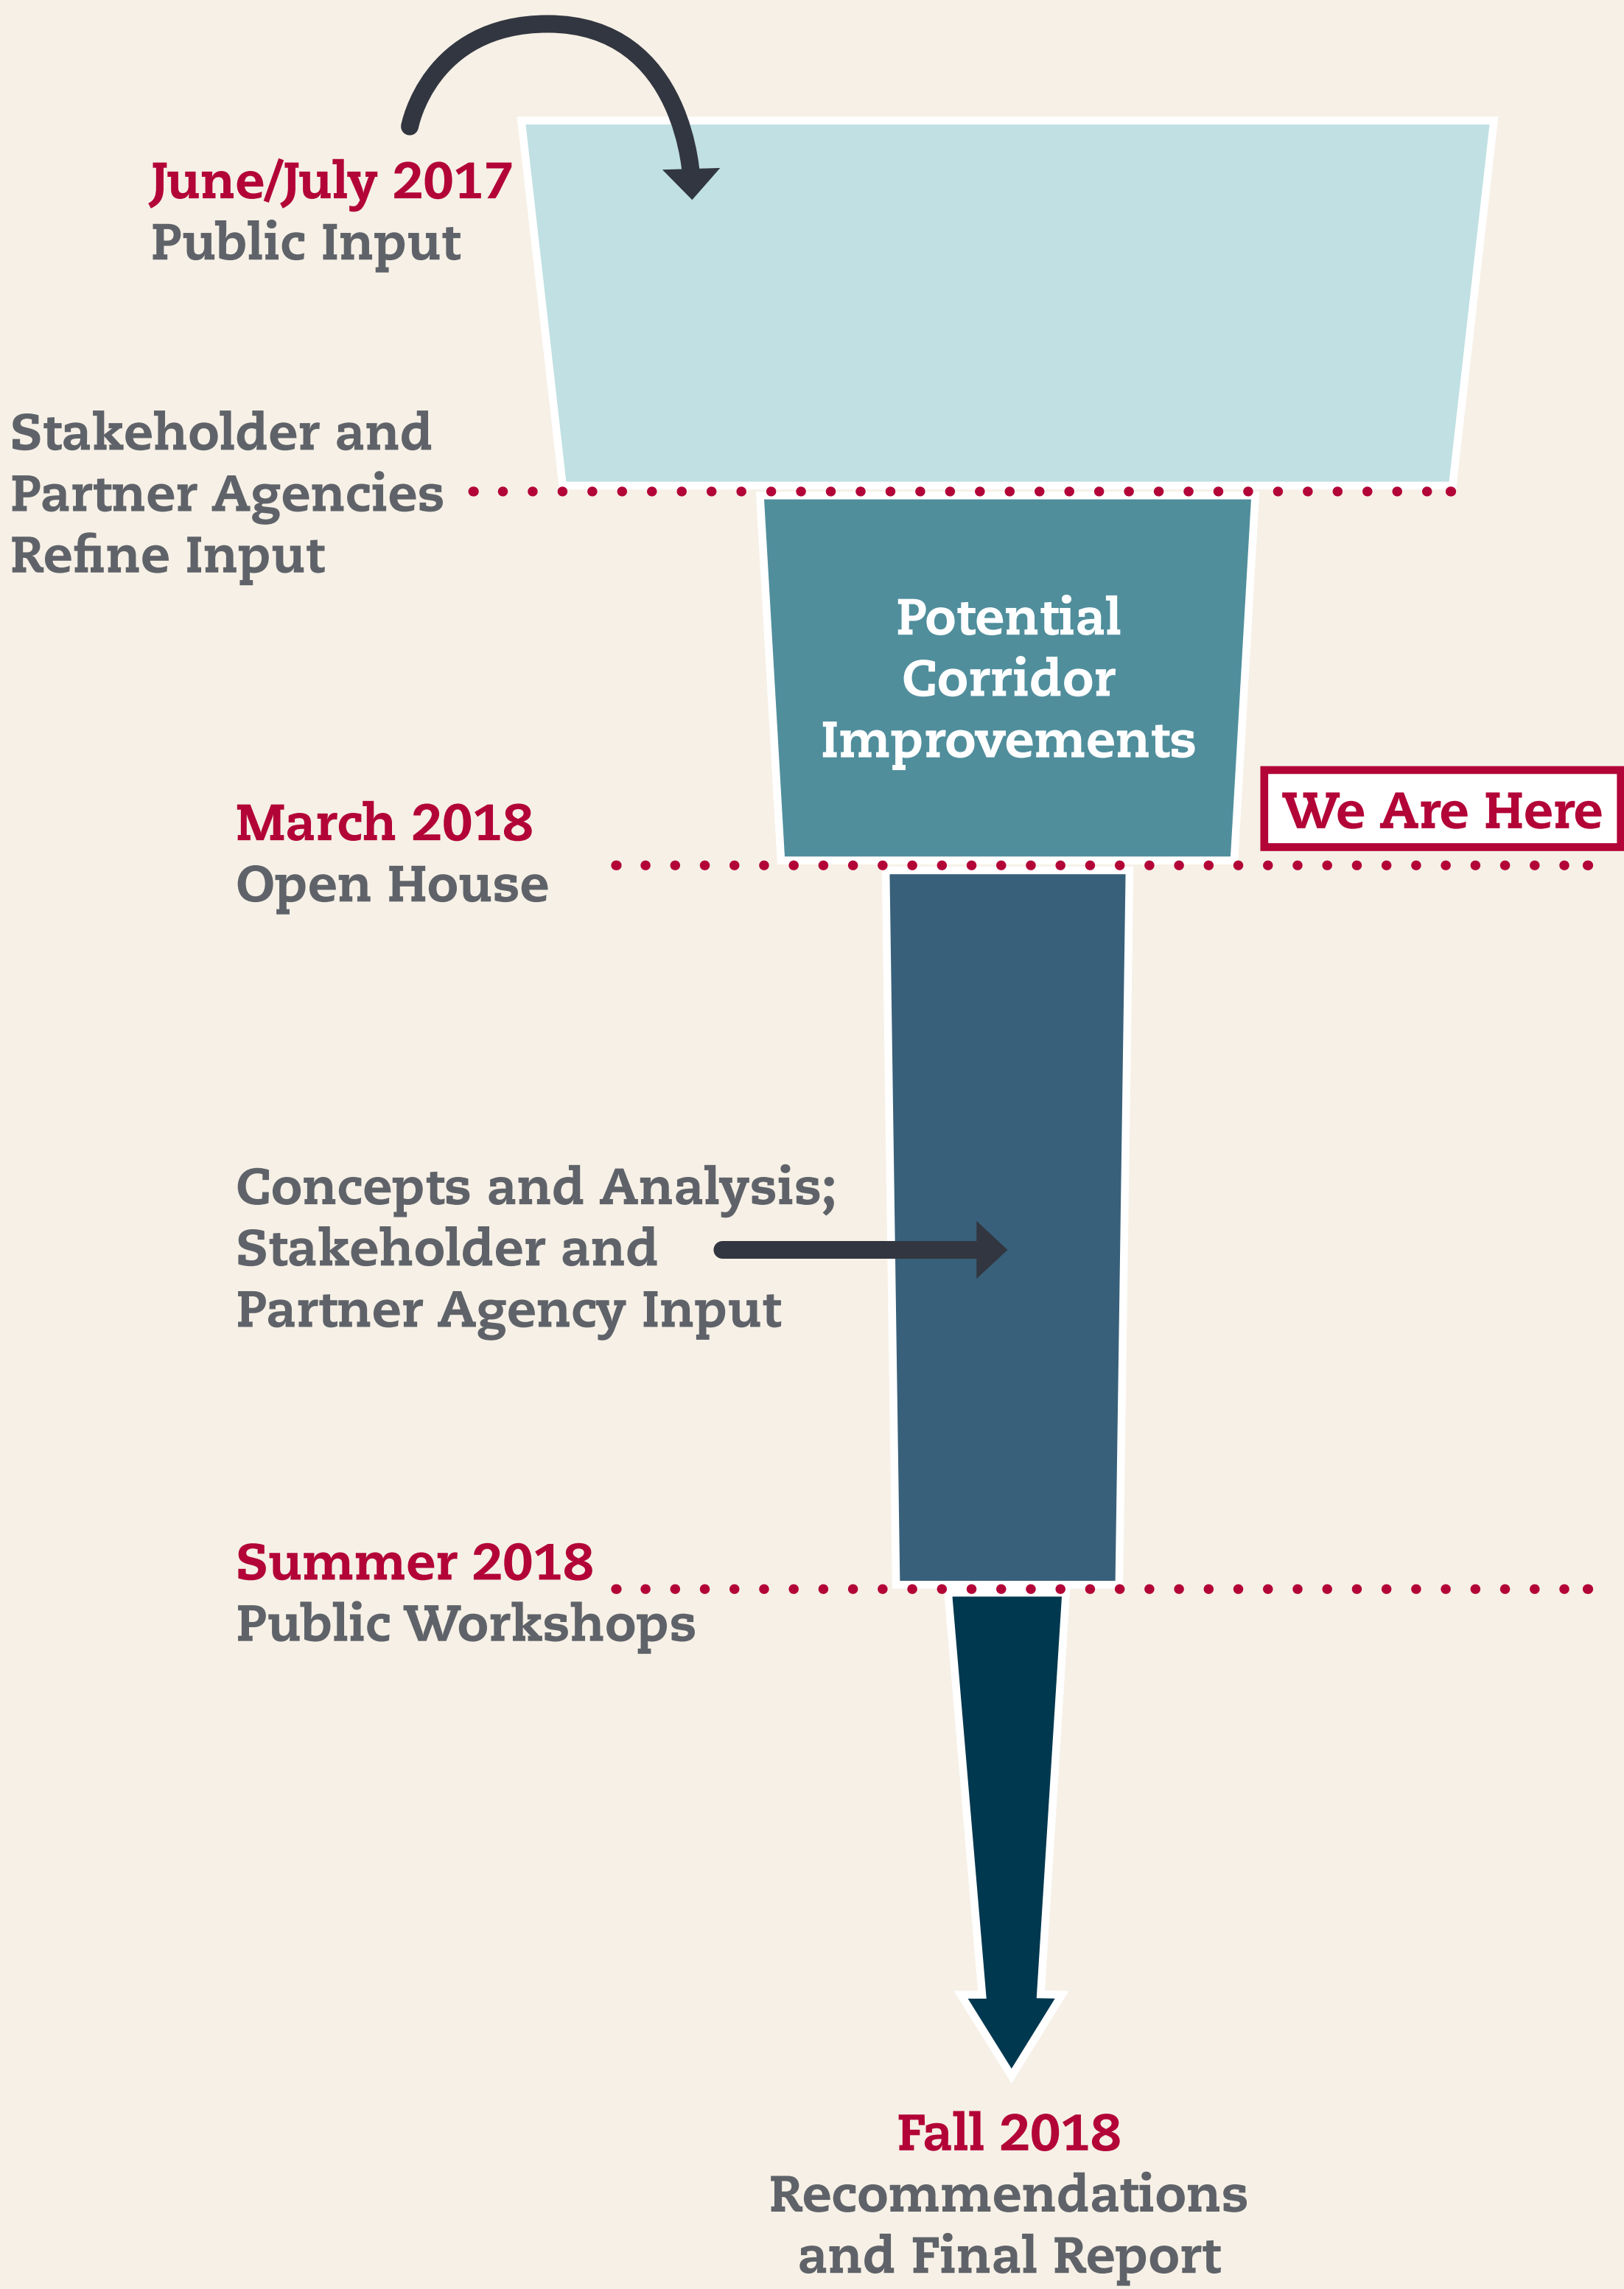 June/July 2017
Public Input
Stakeholder and
Partner Agencies
Refine Input
Potential
Corridor
Improvements
We Are Here
March 2018
Open House
Concepts and Analysis;
Stakeholder and
Partner Agency Input
Summer 2018
Public Workshops
Fall 2018
Recommendations
and Final Report